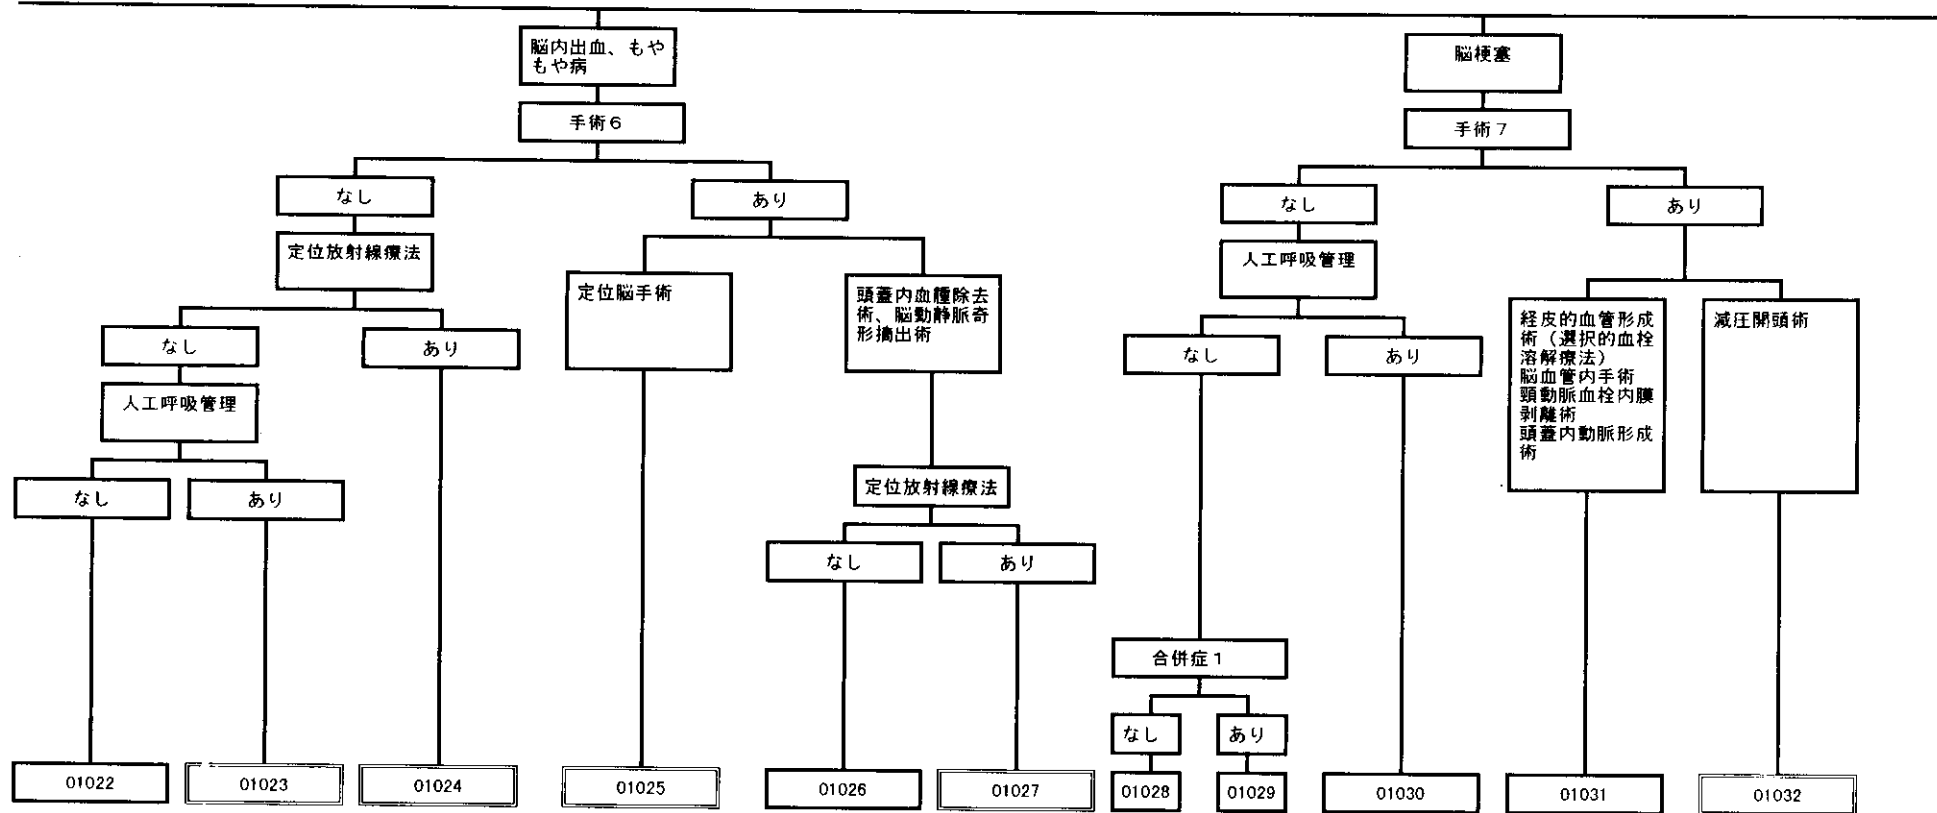 脳内出血、もや
もや病
手術6
なし
あり
定位放射線療法
なし
あり
人工呼吸管理
なし
あり
定位脳手術
頭蓋内血腫除去
術、脳動静脈奇
形摘出術
定位放射線療法
なし
あり
01022
01023
01024
01025
01026
01027
脳梗塞
手術7
なし
あり
人工呼吸管理
なし
あり
合併症1
なし
あり
経皮的血管形成
術（選択的血栓
溶解療法）
脳血管内手術
頸動脈血栓内膜
剥離術
頭蓋内動脈形成
術
減圧開頭術
01028
01029
01030
01031
01032